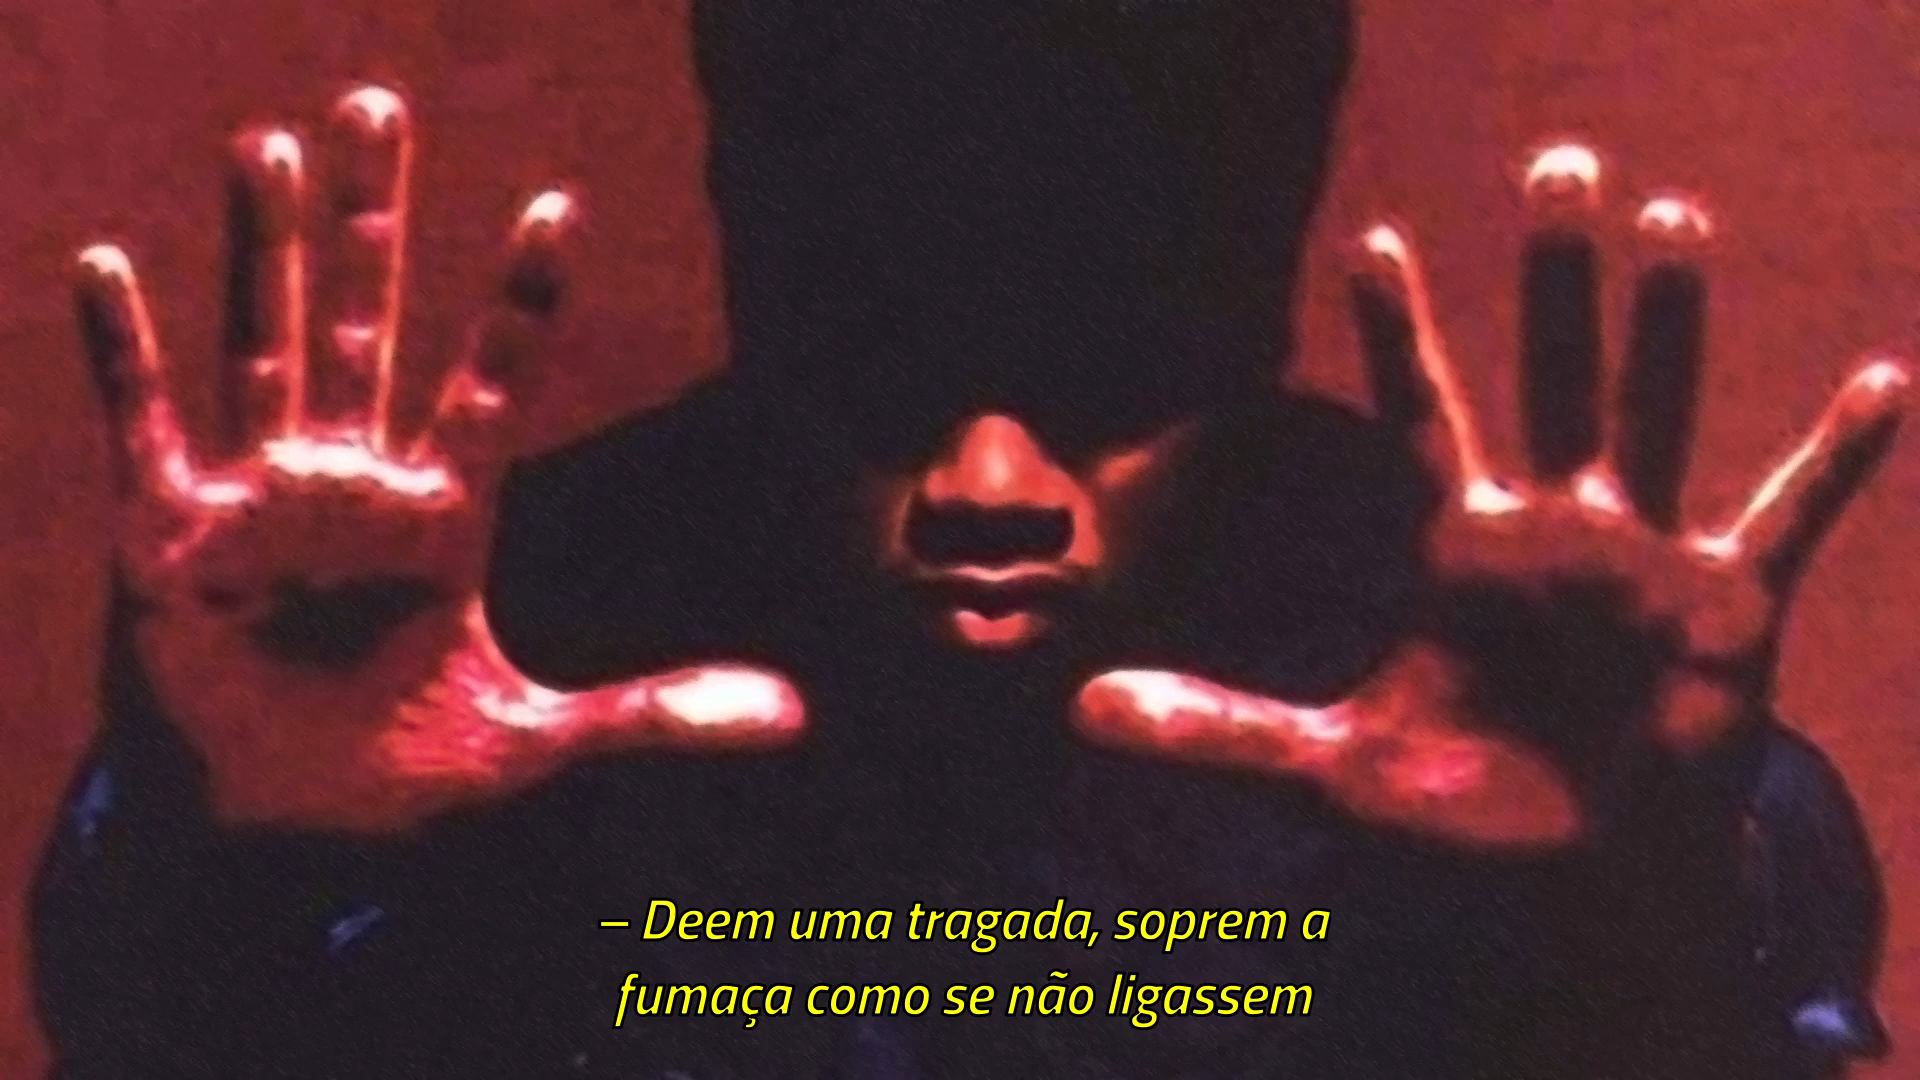 – Deem uma tragada, soprem a
fumaça como se não ligassem